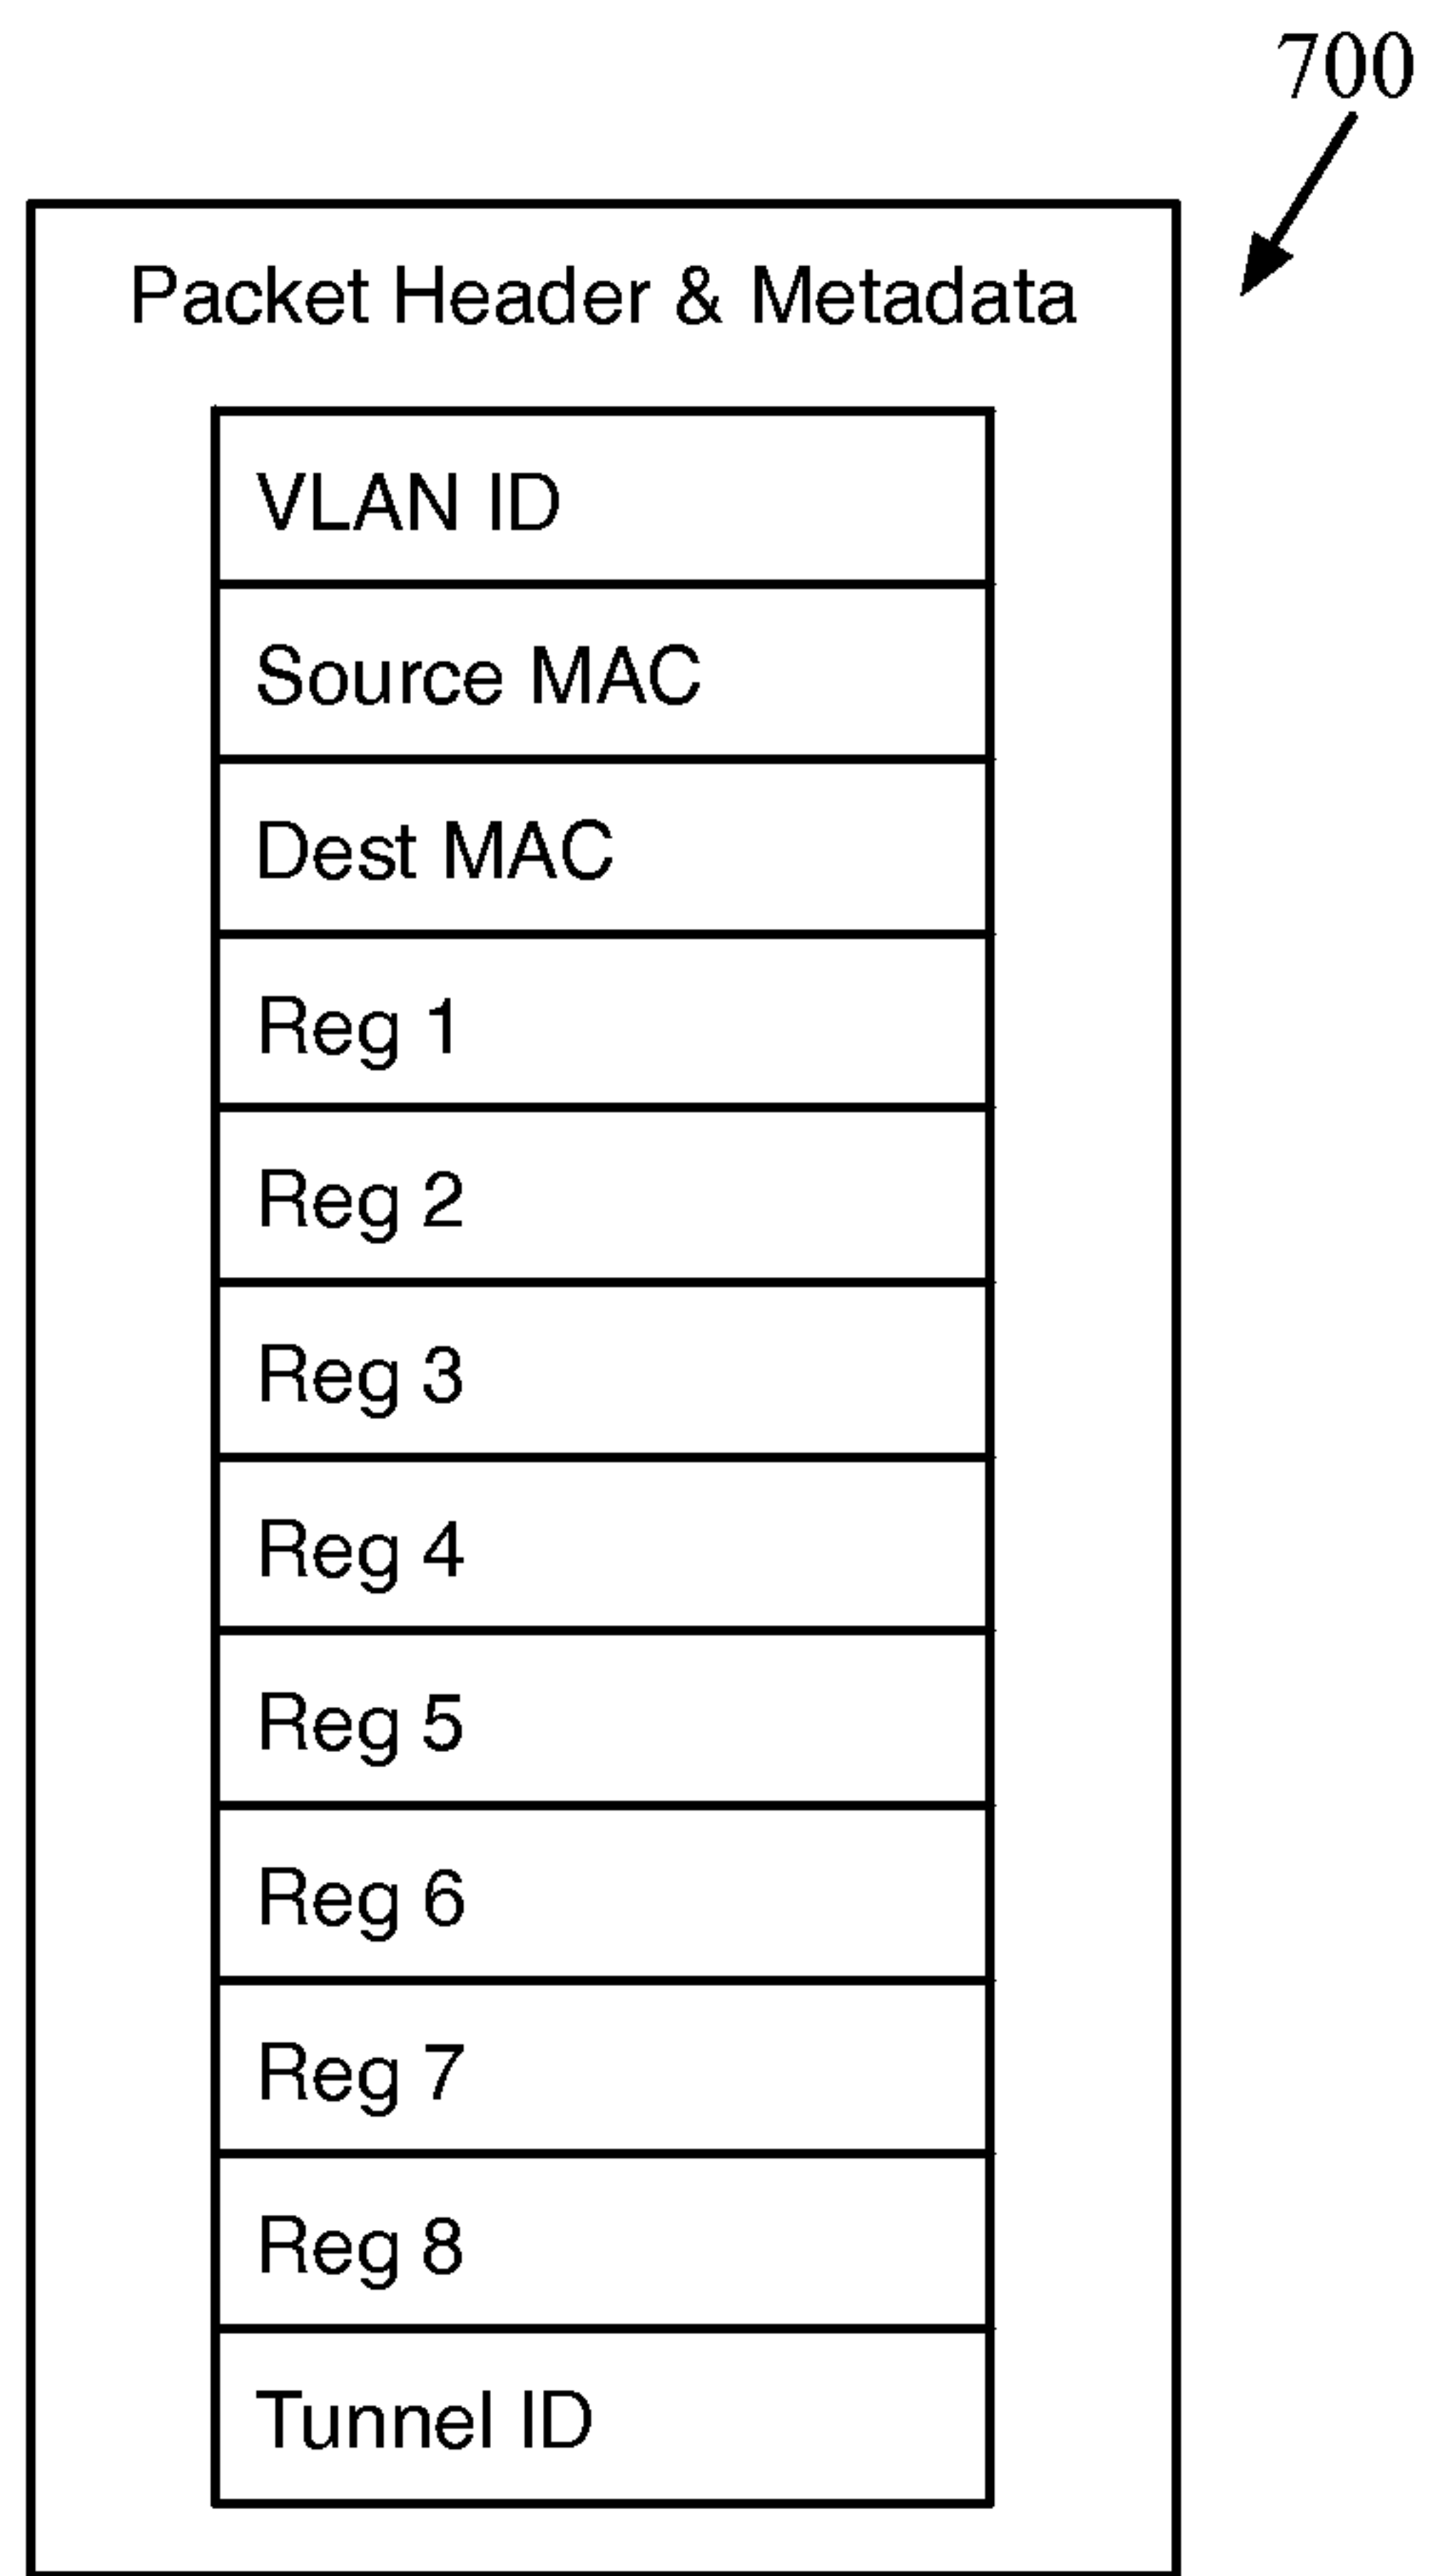 700
Packet Header & Metadata
VLAN ID
Source MAC
Dest MAC
Reg 1
Reg 2
Reg 3
Reg 4
Reg 5
Reg 6
Reg 7
Reg 8
Tunnel ID